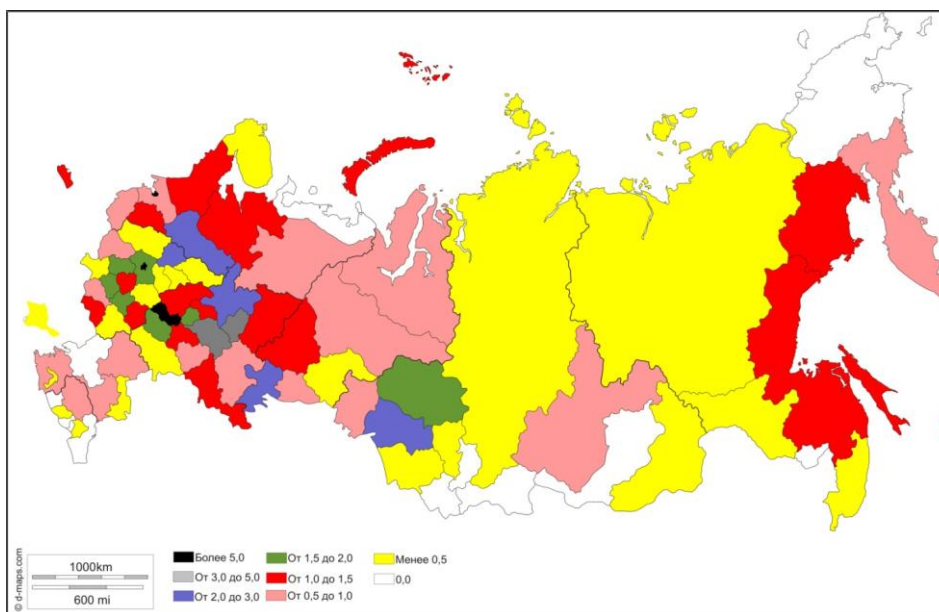 © d-maps.com
1000km
600 mi
Более 5,0
От 3,0 до 5,0
От 2,0 до 3,0
От 1,5 до 2,0
От 1,0 до 1,5
От 0,5 до 1,0
Менее 0,5
0,0